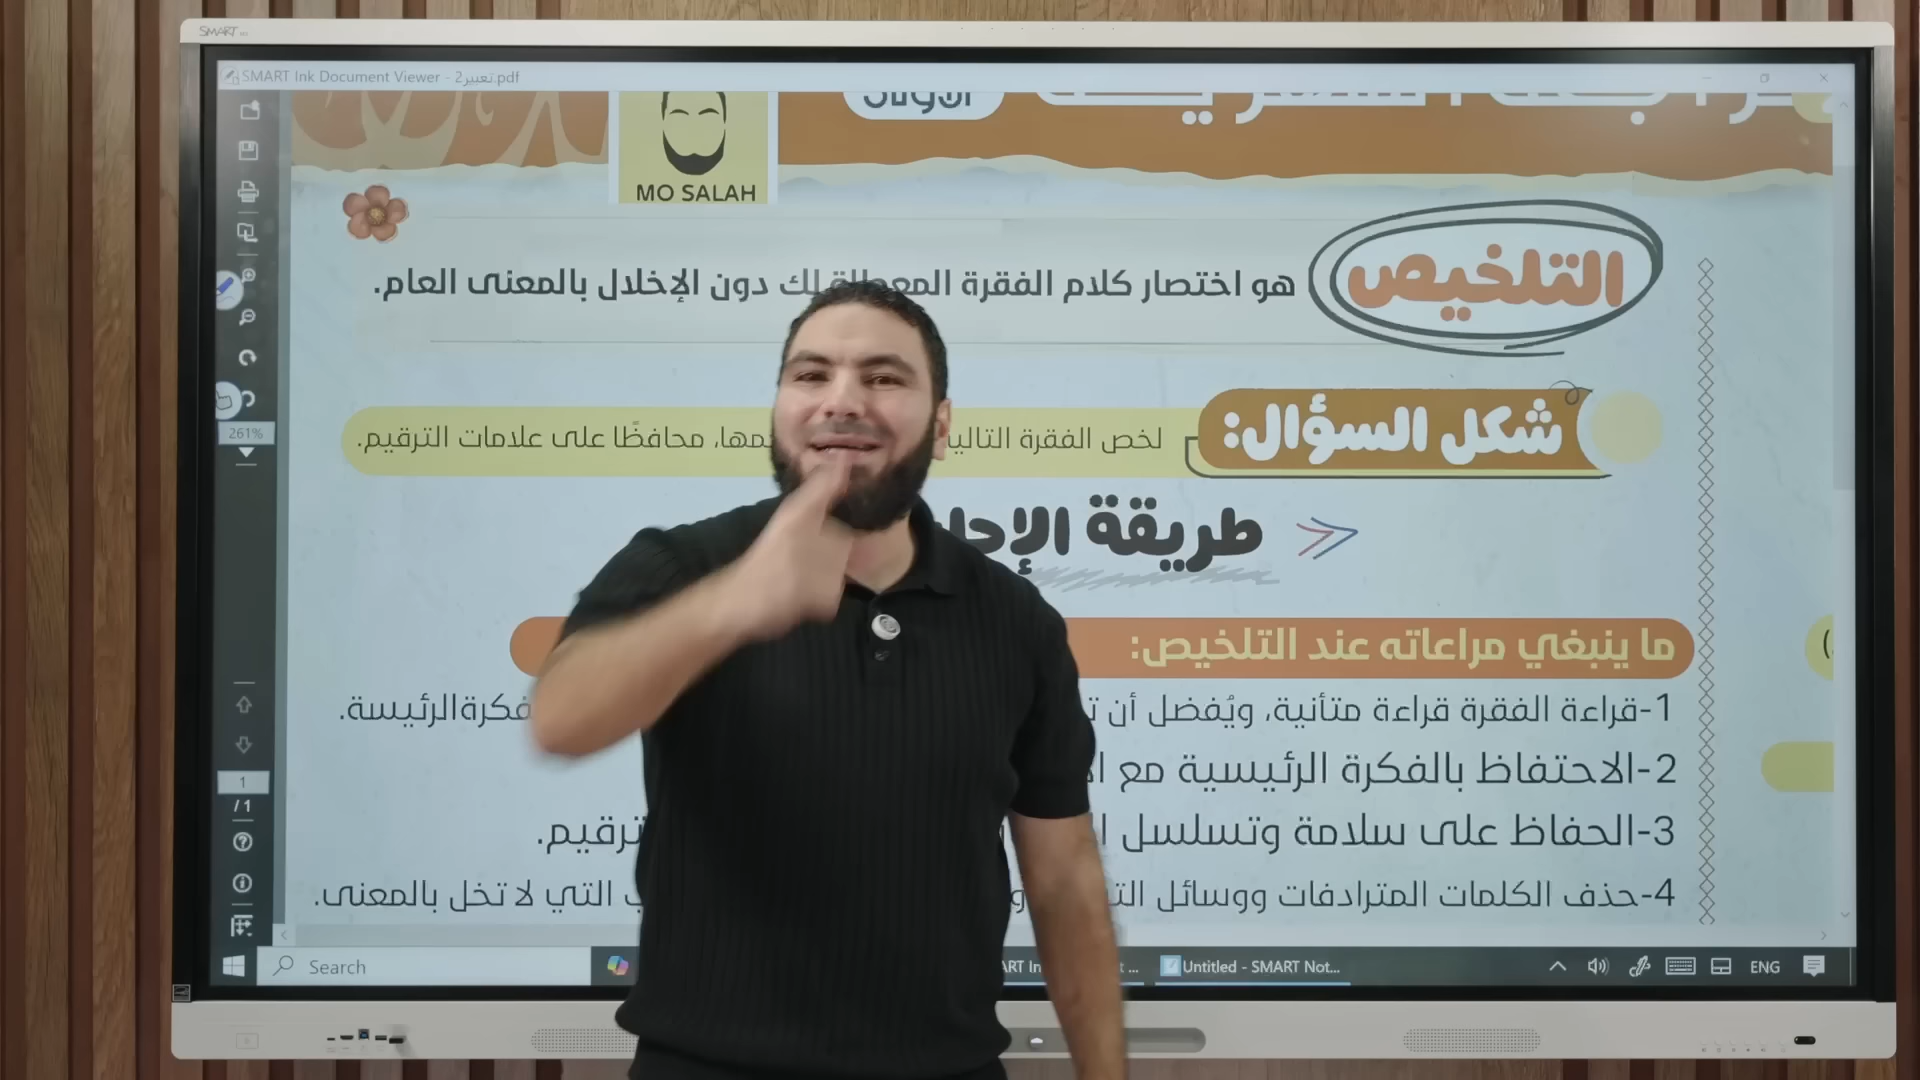 SMART
SMART Ink Document Viewer - تعبير2.pdf
MO SALAH
التلخيص
هو اختصار كلام الفقرة المعطاة لك دون الإخلال بالمعنى العام.
شكل السؤال:
لخص الفقرة التالية محافظًا على علامات الترقيم.
طريقة
261%
ما ينبغي مراعاته عند التلخيص:
1-قراءة الفقرة قراءة متأنية، ويُفضل أن الرئيسة.
2-الاحتفاظ بالفكرة الرئيسية مع
3-الحفاظ على سلامة وتسلسل
4-حذف الكلمات المترادفات ووسائل التي لا تخل بالمعنى.
1
/ 1
Search
Untitled - SMART Not...
ENG